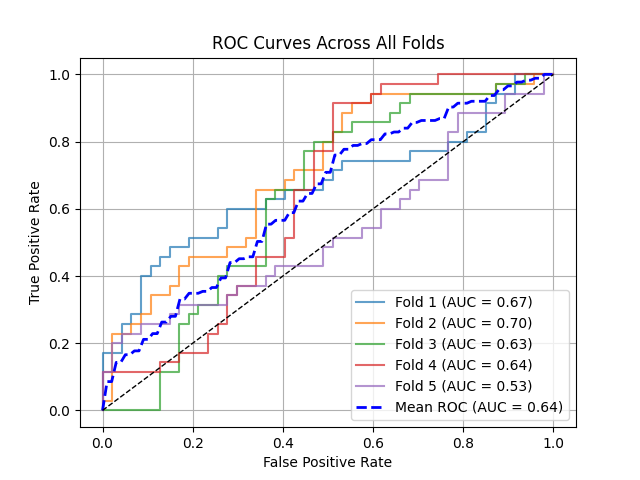 ROC Curves Across All Folds
True Positive Rate
1.0
0.8
0.6
0.4
0.2
0.0
Fold 1 (AUC = 0.67)
Fold 2 (AUC = 0.70)
Fold 3 (AUC = 0.63)
Fold 4 (AUC = 0.64)
Fold 5 (AUC = 0.53)
Mean ROC (AUC = 0.64)
0.0 0.2 0.4 0.6 0.8 1.0
False Positive Rate